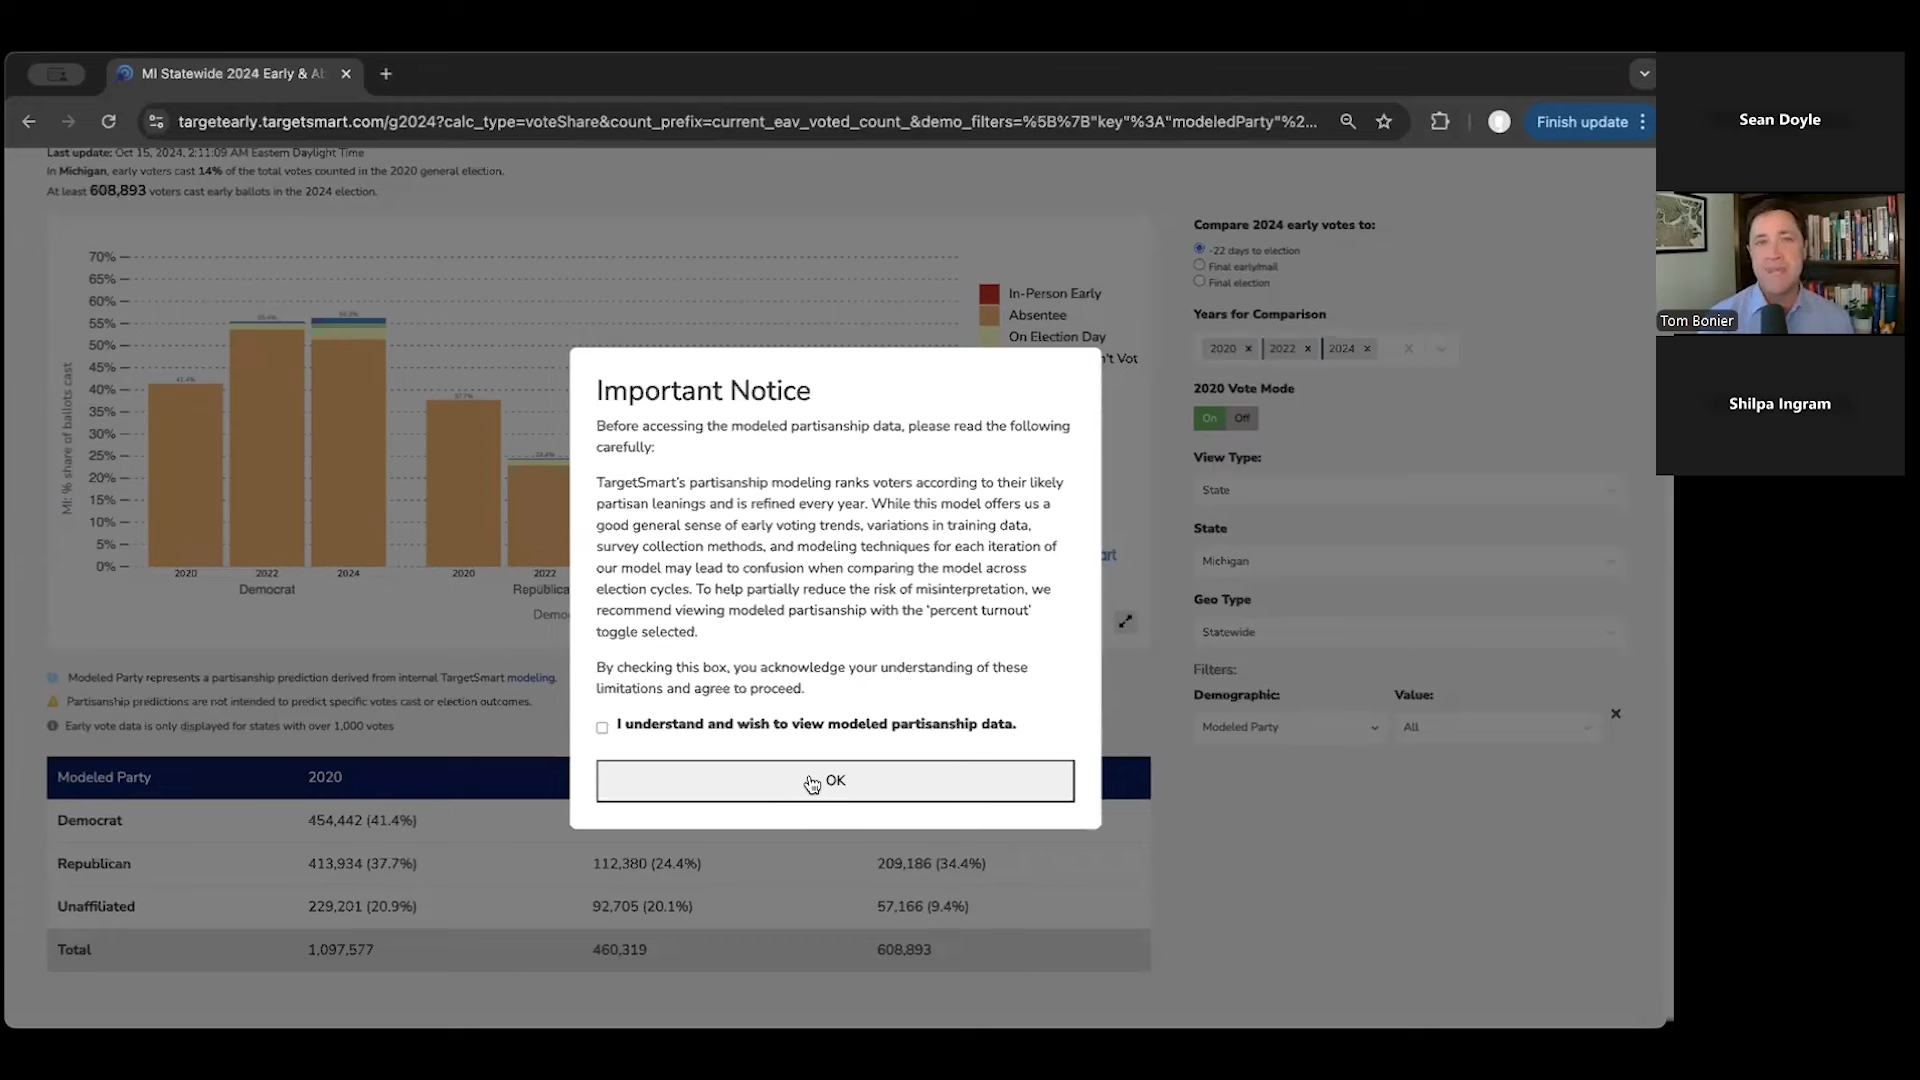 MI Statewide 2024 Early & Ab
targetearly.targetsmart.com/g2024?calc_type=voteShare&count_prefix=current_eav_voted_count_&demo_filters=%5B%7B"key"%3A"modeledParty"%2...
Finish update
Sean Doyle
Tom Bonier
Shilpa Ingram
Last update: Oct 15, 2024, 2:11:09 AM Eastern Daylight Time
In Michigan, early voters cast 14% of the total votes counted in the 2020 general election.
At least 608,893 voters cast early ballots in the 2024 election.
MI: % share of ballots cast
70%
65%
60%
55%
50%
45%
40%
35%
30%
25%
20%
15%
10%
5%
0%
41.4%
37.7%
2020
2022
2024
2020
2022
Democrat
Republica
Demo
In-Person Early
Absentee
On Election Day
n't Vot
art
Compare 2024 early votes to:
-22 days to election
Final early/mail
Final election
Years for Comparison
2020 × 2022 × 2024 ×
2020 Vote Mode
On Off
View Type:
State
State
Michigan
Geo Type
Statewide
Filters:
Demographic: Value:
Modeled Party All
Important Notice
Before accessing the modeled partisanship data, please read the following
carefully:
TargetSmart's partisanship modeling ranks voters according to their likely
partisan leanings and is refined every year. While this model offers us a
good general sense of early voting trends, variations in training data,
survey collection methods, and modeling techniques for each iteration of
our model may lead to confusion when comparing the model across
election cycles. To help partially reduce the risk of misinterpretation, we
recommend viewing modeled partisanship with the 'percent turnout'
toggle selected.
By checking this box, you acknowledge your understanding of these
limitations and agree to proceed.
I understand and wish to view modeled partisanship data.
OK
Modeled Party represents a partisanship prediction derived from internal TargetSmart modeling.
Partisanship predictions are not intended to predict specific votes cast or election outcomes.
Early vote data is only displayed for states with over 1,000 votes
Modeled Party 2020
Democrat 454,442 (41.4%)
Republican 413,934 (37.7%) 112,380 (24.4%) 209,186 (34.4%)
Unaffiliated 229,201 (20.9%) 92,705 (20.1%) 57,166 (9.4%)
Total 1,097,577 460,319 608,893